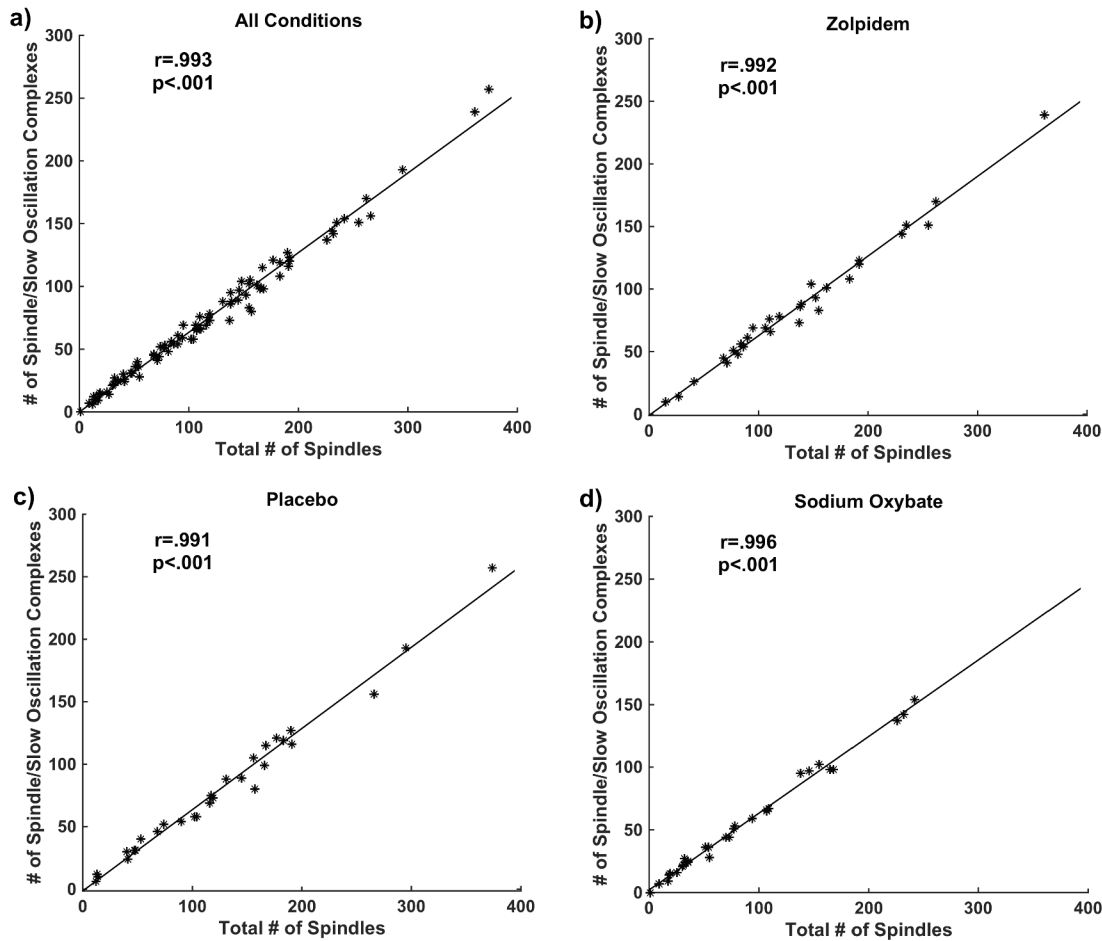 a)
All Conditions
r=.993
p<.001
# of Spindle/Slow Oscillation Complexes
300
250
200
150
100
50
0
0 100 200 300 400
Total # of Spindles
b)
Zolpidem
r=.992
p<.001
# of Spindle/Slow Oscillation Complexes
300
250
200
150
100
50
0
0 100 200 300 400
Total # of Spindles
c)
Placebo
r=.991
p<.001
# of Spindle/Slow Oscillation Complexes
300
250
200
150
100
50
0
0 100 200 300 400
Total # of Spindles
d)
Sodium Oxybate
r=.996
p<.001
# of Spindle/Slow Oscillation Complexes
300
250
200
150
100
50
0
0 100 200 300 400
Total # of Spindles